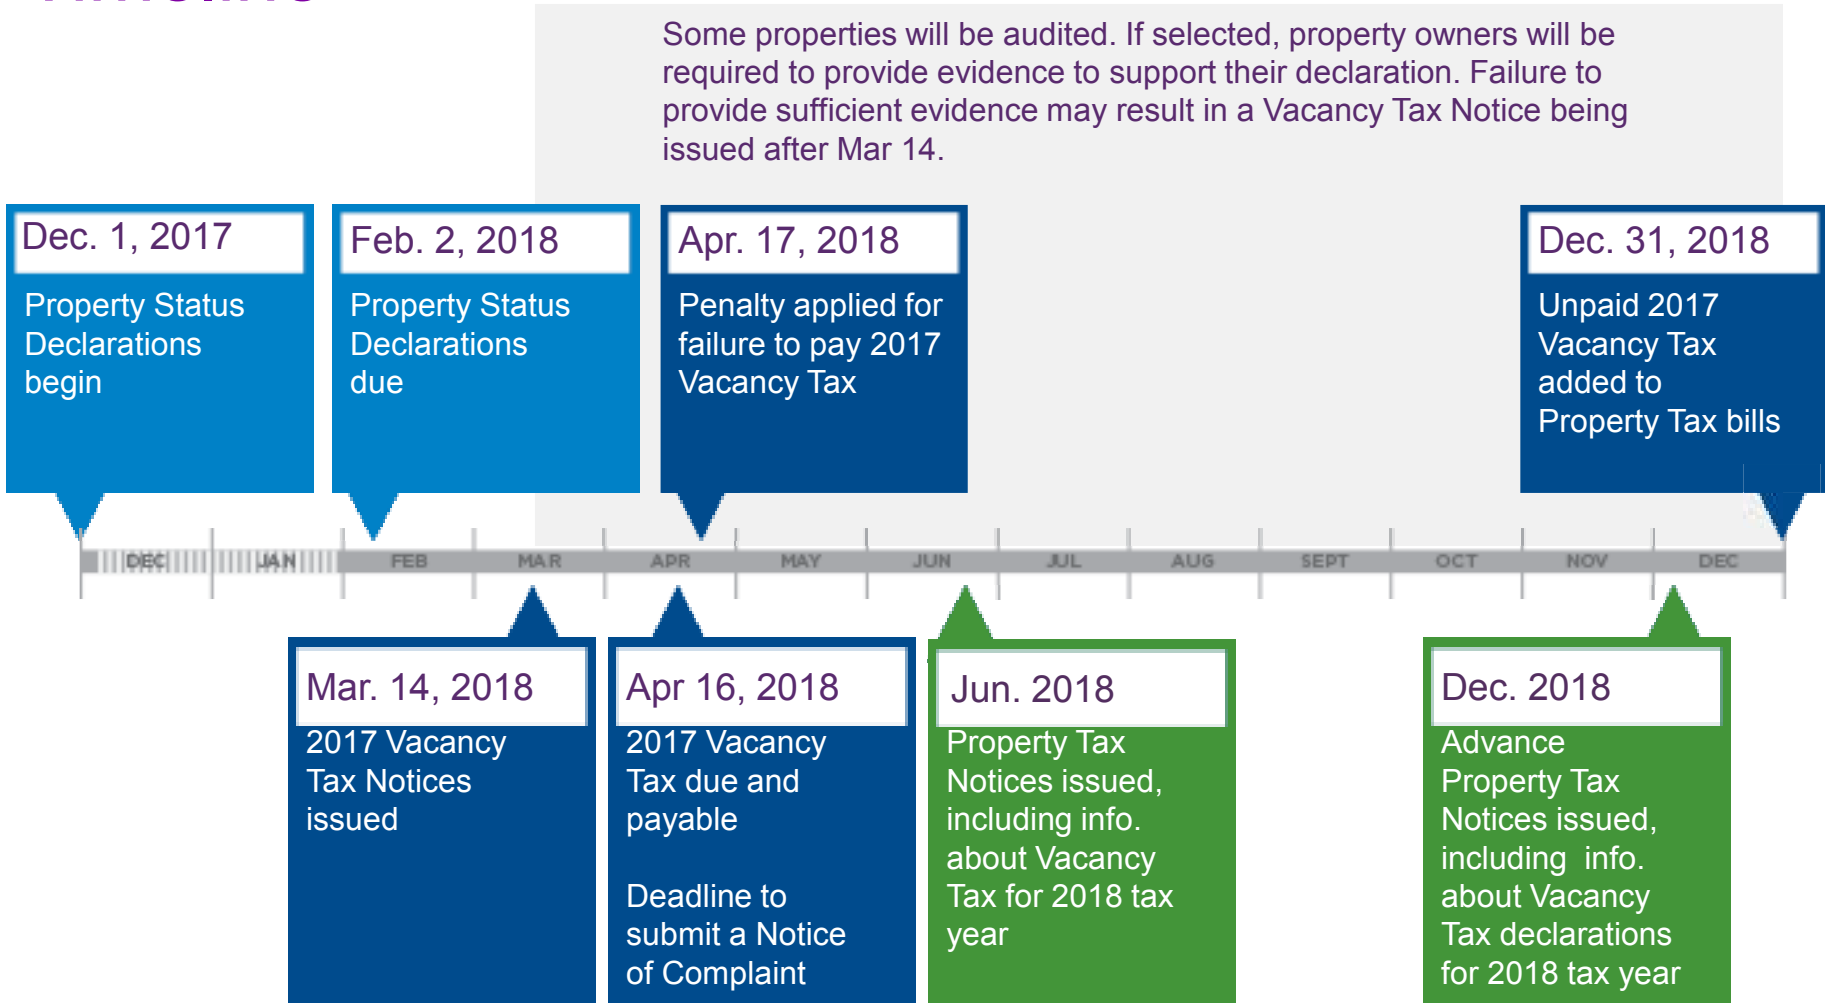 Some properties will be audited. If selected, property owners will be
required to provide evidence to support their declaration. Failure to
provide sufficient evidence may result in a Vacancy Tax Notice being
issued after Mar 14.
Dec. 1, 2017
Property Status
Declarations
begin
Feb. 2, 2018
Property Status
Declarations
due
Apr. 17, 2018
Penalty applied for
failure to pay 2017
Vacancy Tax
Dec. 31, 2018
Unpaid 2017
Vacancy Tax
added to
Property Tax bills
DEC JAN FEB MAR APR MAY JUN JUL AUG SEPT OCT NOV DEC
Mar. 14, 2018
2017 Vacancy
Tax Notices
issued
Apr 16, 2018
2017 Vacancy
Tax due and
payable
Deadline to
submit a Notice
of Complaint
Jun. 2018
Property Tax
Notices issued,
including info.
about Vacancy
Tax for 2018 tax
year
Dec. 2018
Advance
Property Tax
Notices issued,
including info.
about Vacancy
Tax declarations
for 2018 tax year